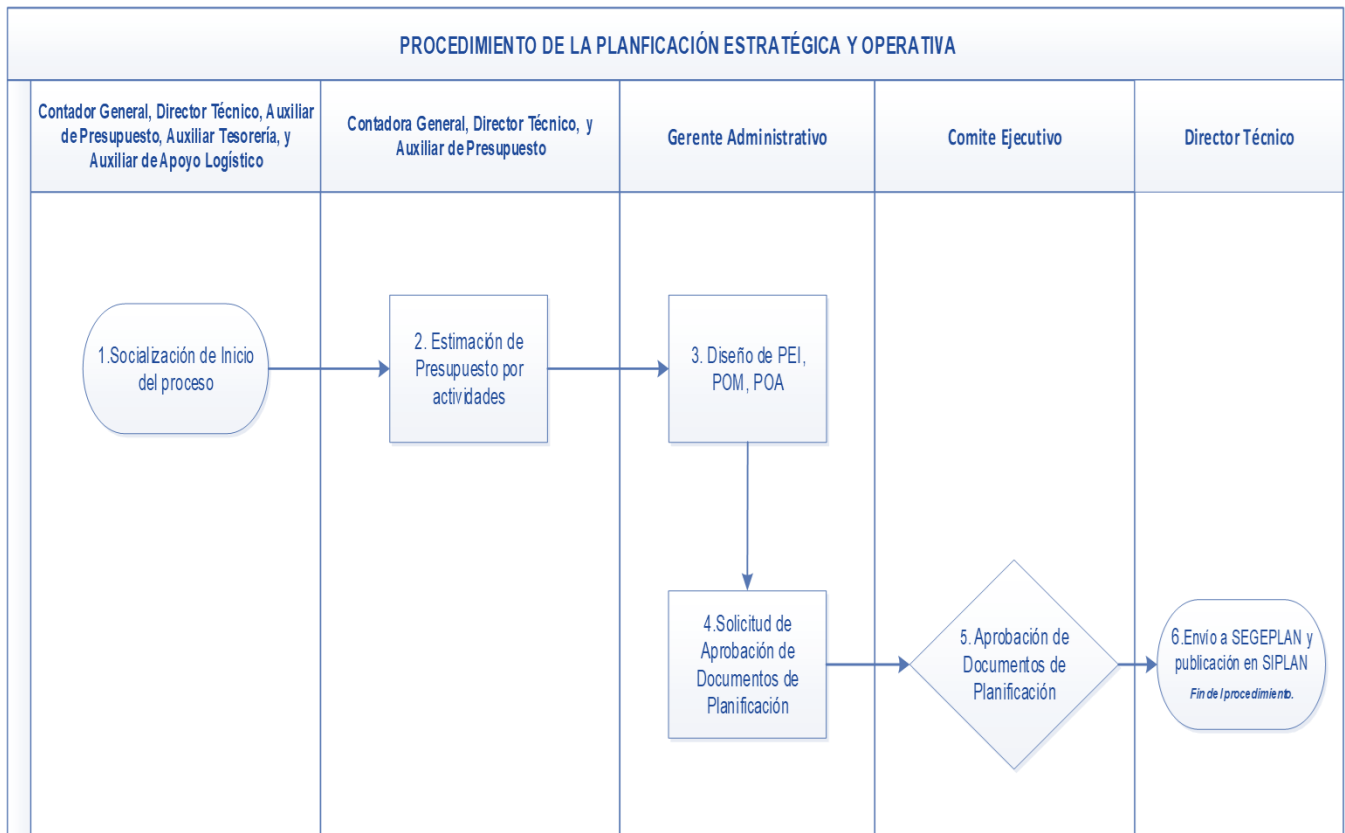 PROCEDIMIENTO DE LA PLANFICACIÓN ESTRATÉGICA Y OPERATIVA
Contador General, Director Técnico, Auxiliar
de Presupuesto, Auxiliar Tesorería, y
Auxiliar de Apoyo Logístico
Contadora General, Director Técnico, y
Auxiliar de Presupuesto
Gerente Administrativo
Comite Ejecutivo
Director Técnico
1.Socialización de Inicio
del proceso
2. Estimación de
Presupuesto por
actividades
3. Diseño de PEI,
POM, POA
4.Solicitud de
Aprobación de
Documentos de
Planificación
5. Aprobación de
Documentos de
Planificación
6.Envío a SEGEPLAN y
publicación en SIPLAN
Fin del procedimiento.